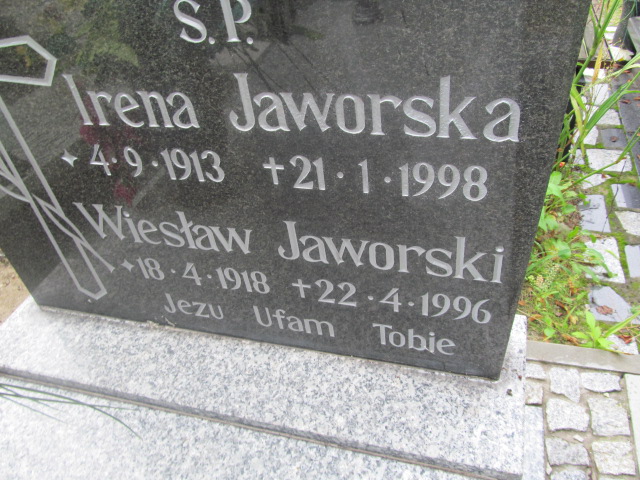 Ś.P.
Irena Jaworska
* 4·9·1913 + 21·1·1998
Wiesław Jaworski
* 18·4·1918 + 22·4·1996
Jezu Ufam Tobie